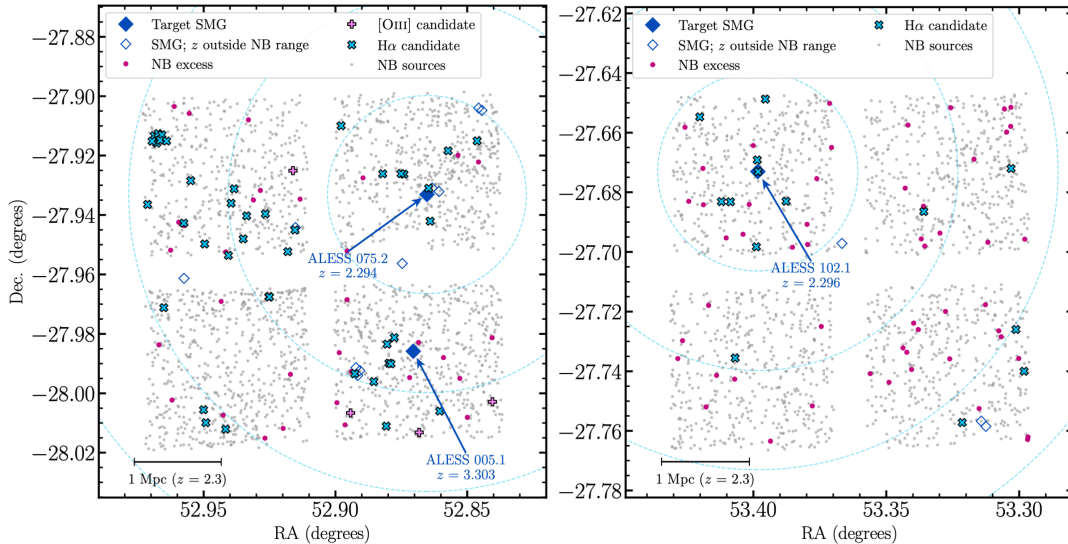 Target SMG
SMG; z outside NB range
NB excess
[OIII] candidate
Hα candidate
NB sources
−27.88
−27.90
−27.92
−27.94
−27.96
−27.98
−28.00
−28.02
Dec. (degrees)
ALESS 075.2
z = 2.294
ALESS 005.1
z = 3.303
1 Mpc (z = 2.3)
52.95
52.90
52.85
RA (degrees)
Target SMG
SMG; z outside NB range
NB excess
Hα candidate
NB sources
−27.62
−27.64
−27.66
−27.68
−27.70
−27.72
−27.74
−27.76
−27.78
ALESS 102.1
z = 2.296
1 Mpc (z = 2.3)
53.40
53.35
53.30
RA (degrees)